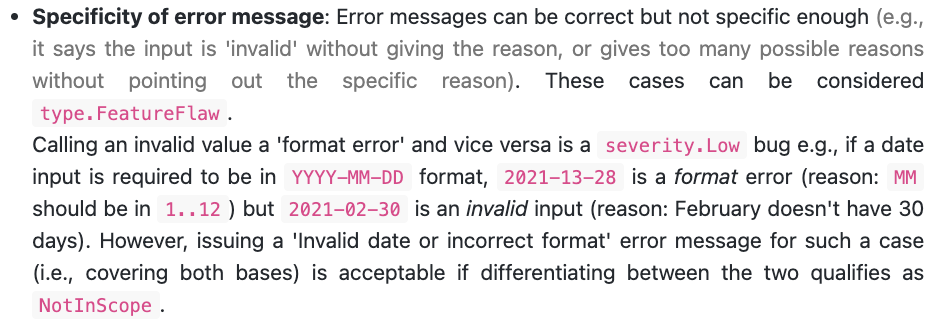 • Specificity of error message: Error messages can be correct but not specific enough (e.g.,
it says the input is 'invalid' without giving the reason, or gives too many possible reasons
without pointing out the specific reason). These cases can be considered
type.FeatureFlaw .
Calling an invalid value a 'format error' and vice versa is a severity.Low bug e.g., if a date
input is required to be in YYYY-MM-DD format, 2021-13-28 is a format error (reason: MM
should be in 1..12 ) but 2021-02-30 is an invalid input (reason: February doesn't have 30
days). However, issuing a 'Invalid date or incorrect format' error message for such a case
(i.e., covering both bases) is acceptable if differentiating between the two qualifies as
NotInScope .